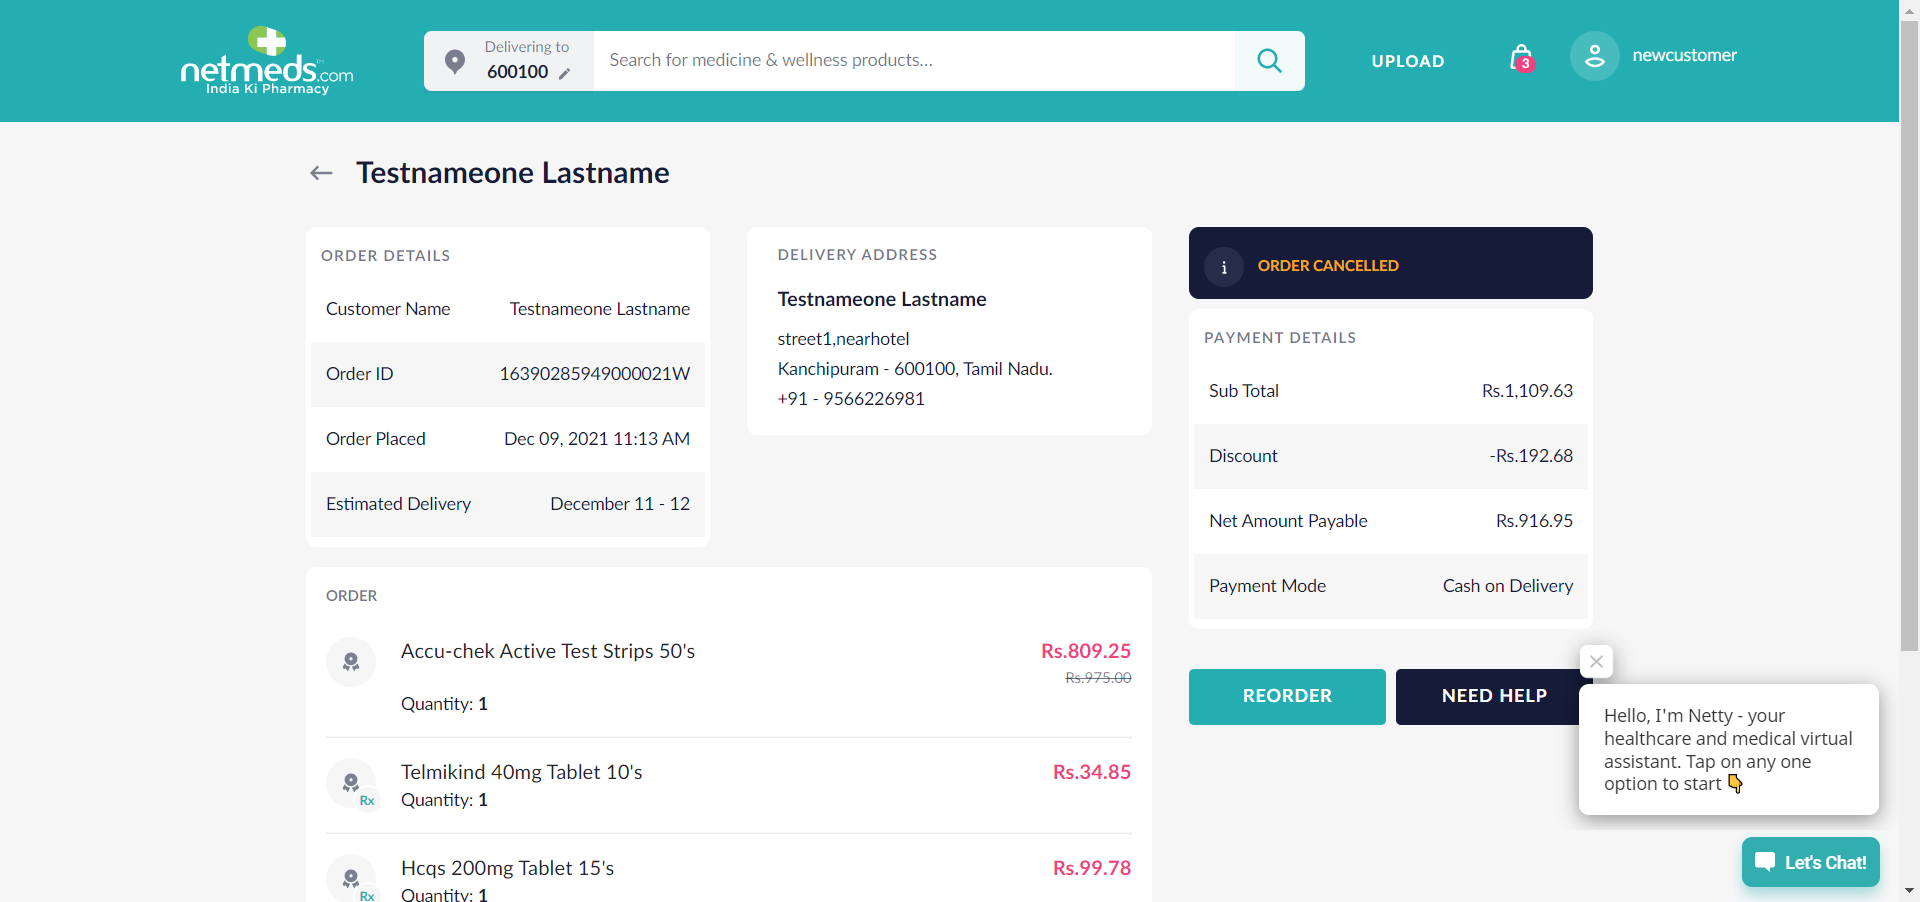 netmeds.com
India Ki Pharmacy
Delivering to
600100
Search for medicine & wellness products...
UPLOAD
3
newcustomer
Testnameone Lastname
ORDER DETAILS
Customer Name Testnameone Lastname
Order ID 16390285949000021W
Order Placed Dec 09, 2021 11:13 AM
Estimated Delivery December 11 - 12
DELIVERY ADDRESS
Testnameone Lastname
street1,nearhotel
Kanchipuram - 600100, Tamil Nadu.
+91 - 9566226981
i ORDER CANCELLED
PAYMENT DETAILS
Sub Total Rs.1,109.63
Discount -Rs.192.68
Net Amount Payable Rs.916.95
Payment Mode Cash on Delivery
REORDER
NEED HELP
ORDER
Accu-chek Active Test Strips 50's Rs.809.25
Rs.975.00
Quantity: 1
Telmikind 40mg Tablet 10's Rs.34.85
Rx Quantity: 1
Hcqs 200mg Tablet 15's Rs.99.78
Rx Quantity: 1
Hello, I'm Netty - your
healthcare and medical virtual
assistant. Tap on any one
option to start 👇
Let's Chat!